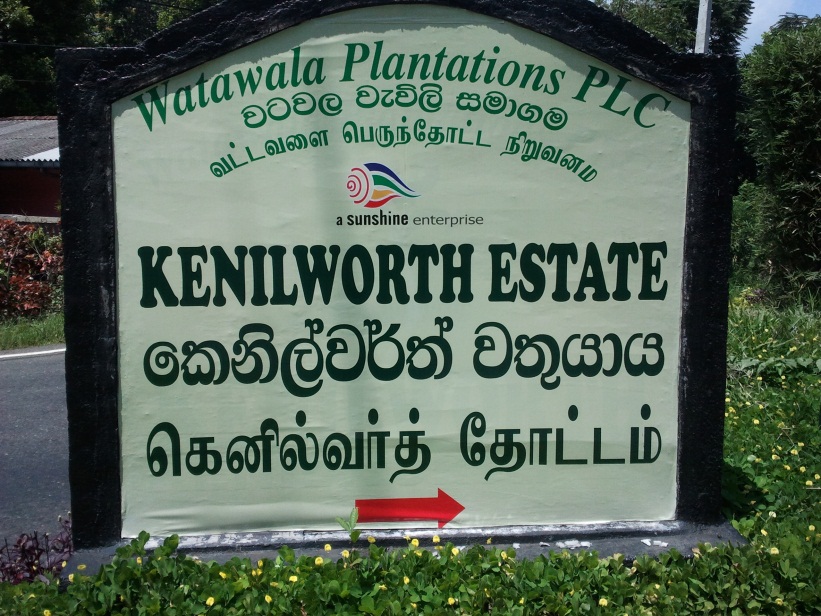 Watawala Plantations PLC
වටවල වැවිලි සමාගම
வட்டவளை பெருந்தோட்ட நிறுவனம
a sunshine enterprise
KENILWORTH ESTATE
කෙනිල්වර්ත් වතුයාය
கெனில்வர்த் தோட்டம்